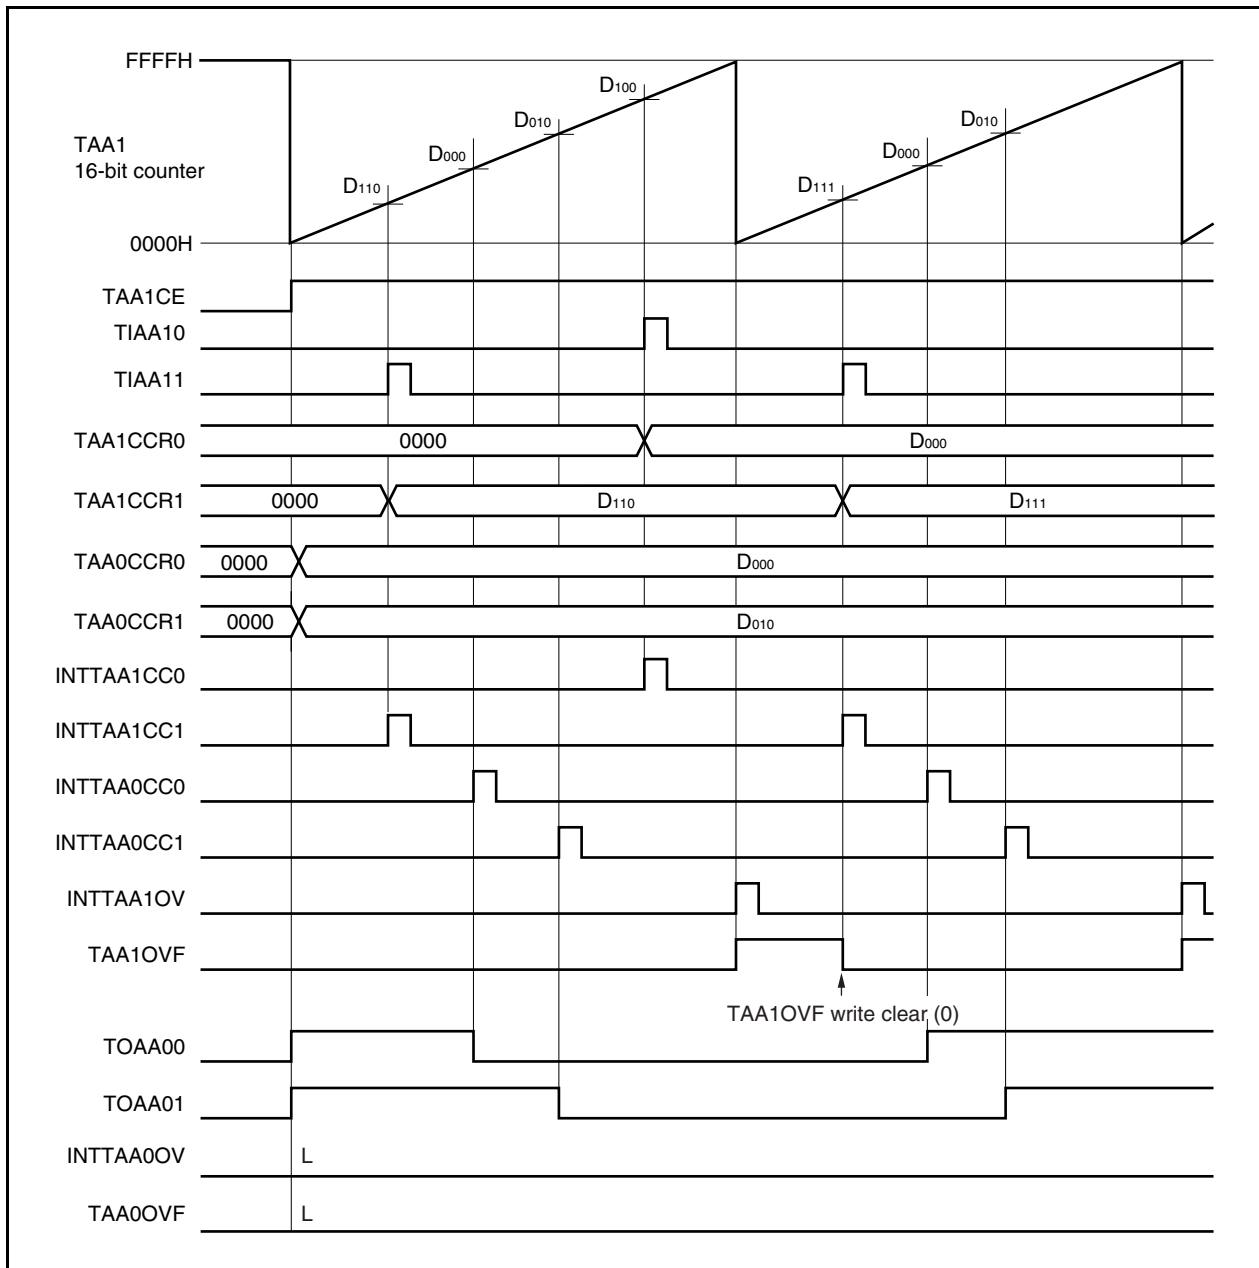 FFFFH
TAA1
16-bit counter
0000H
D110
D000
D010
D100
D111
D000
D010
TAA1CE
TIAA10
TIAA11
TAA1CCR0 0000 D000
TAA1CCR1 0000 D110 D111
TAA0CCR0 0000 D000
TAA0CCR1 0000 D010
INTTAA1CC0
INTTAA1CC1
INTTAA0CC0
INTTAA0CC1
INTTAA1OV
TAA1OVF
TAA1OVF write clear (0)
TOAA00
TOAA01
INTTAA0OV L
TAA0OVF L